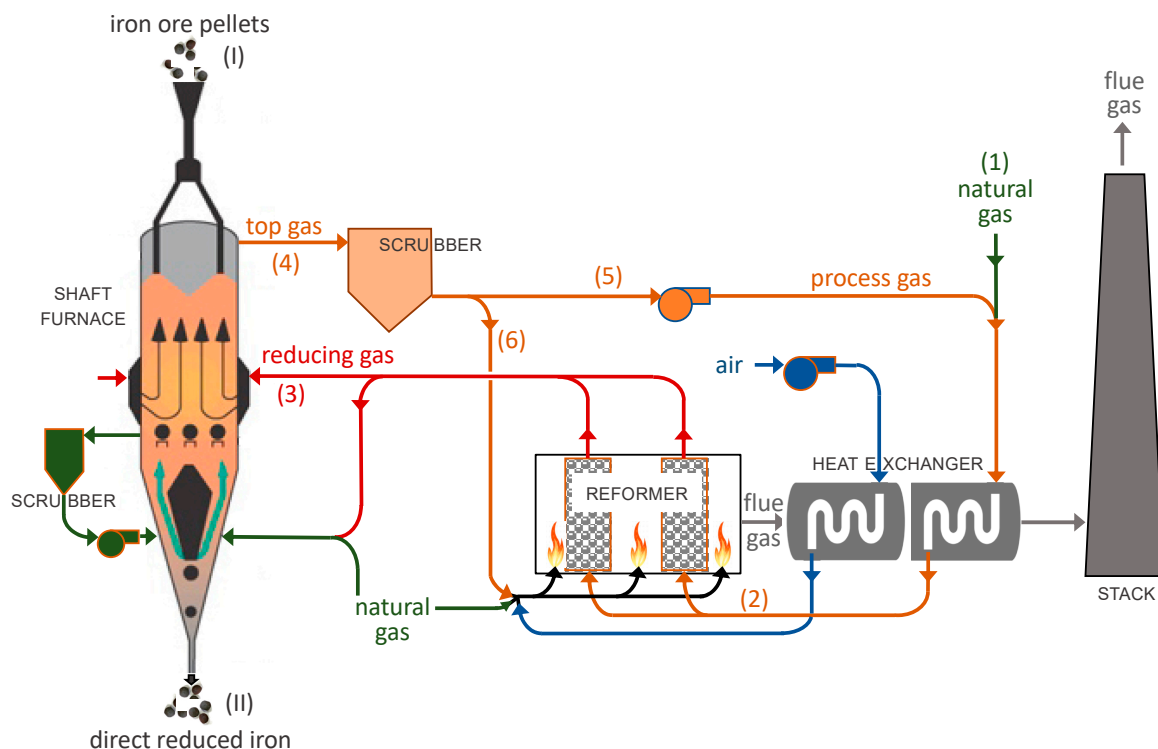 iron ore pellets
(I)
flue
gas
(1)
natural
gas
top gas
(4)
SCRUBBER
(5)
process gas
SHAFT
FURNACE
(6)
reducing gas
(3)
air
HEAT EIXCHANGER
REFORMER
SCRUBBER
flue
gas
(2)
natural
gas
STACK
(II)
direct reduced iron